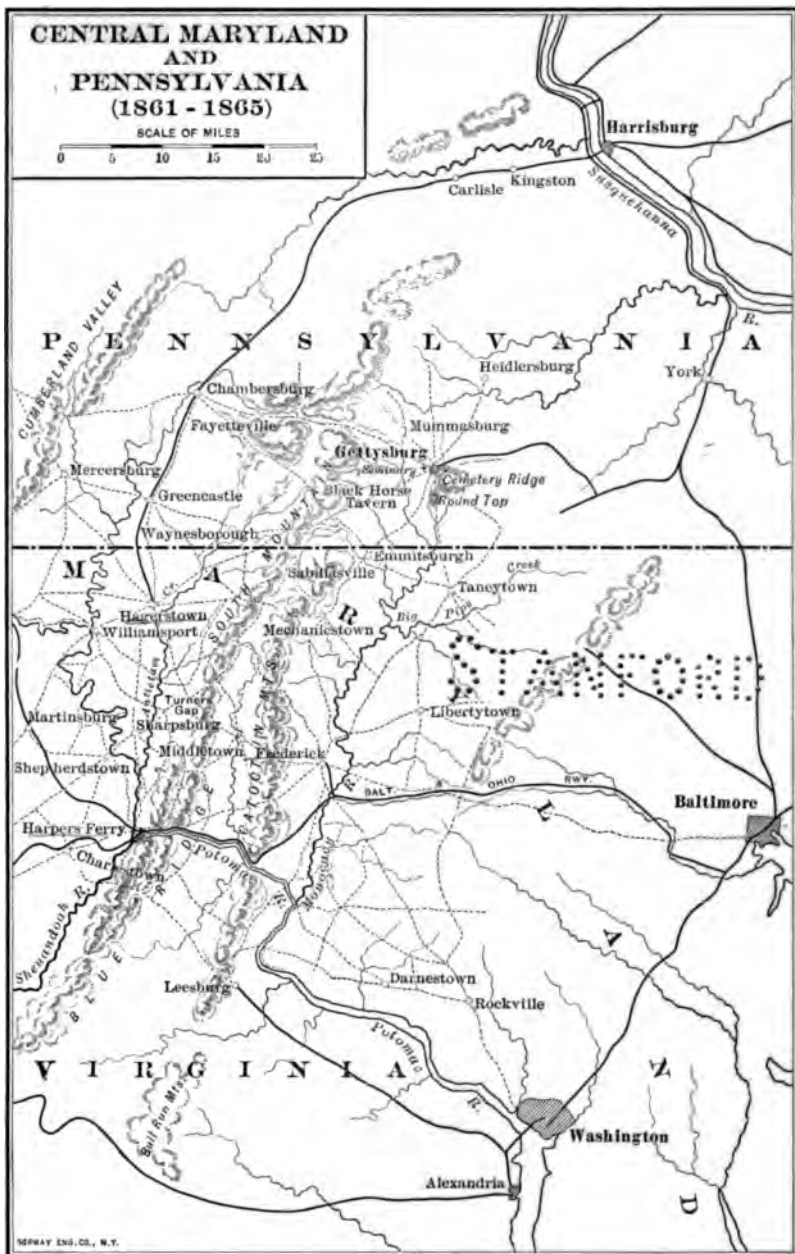 CENTRAL MARYLAND
AND
PENNSYLVANIA
(1861 - 1865)
SCALE OF MILES
0 5 10 15 20 25
Harrisburg
Kingston
Carlisle
Susquehanna
R.
CUMBERLAND VALLEY
PENNSYLVANIA
Heidlersburg
York
Chambersburg
Fayetteville
Mummasburg
Gettysburg
Seminary
Mercersburg
Cemetery Ridge
Black Horse
Tavern
Round Top
Greencastle
Waynesborough
SOUTH MOUNTAIN
Emmitsburgh
MARYLAND
Sabillasville
Creek
Taneytown
Pipe
Big
Cr.
Hagerstown
Williamsport
Mechanicstown
STANFORD
Antietam
Turners
Gap
Martinsburg
Sharpsburg
Libertytown
Middletown
Frederick
CATOCTIN MTS.
Shepherdstown
R.
BALT. & OHIO RWY.
Baltimore
Harpers Ferry
Potomac
R.
Monocacy
Charlestown
Shenandoah R.
BLUE RIDGE
Leesburg
Darnestown
Rockville
Potomac
R.
VIRGINIA
Bull Run Mts.
Washington
Alexandria
NORWAY ENG.CO., N.Y.